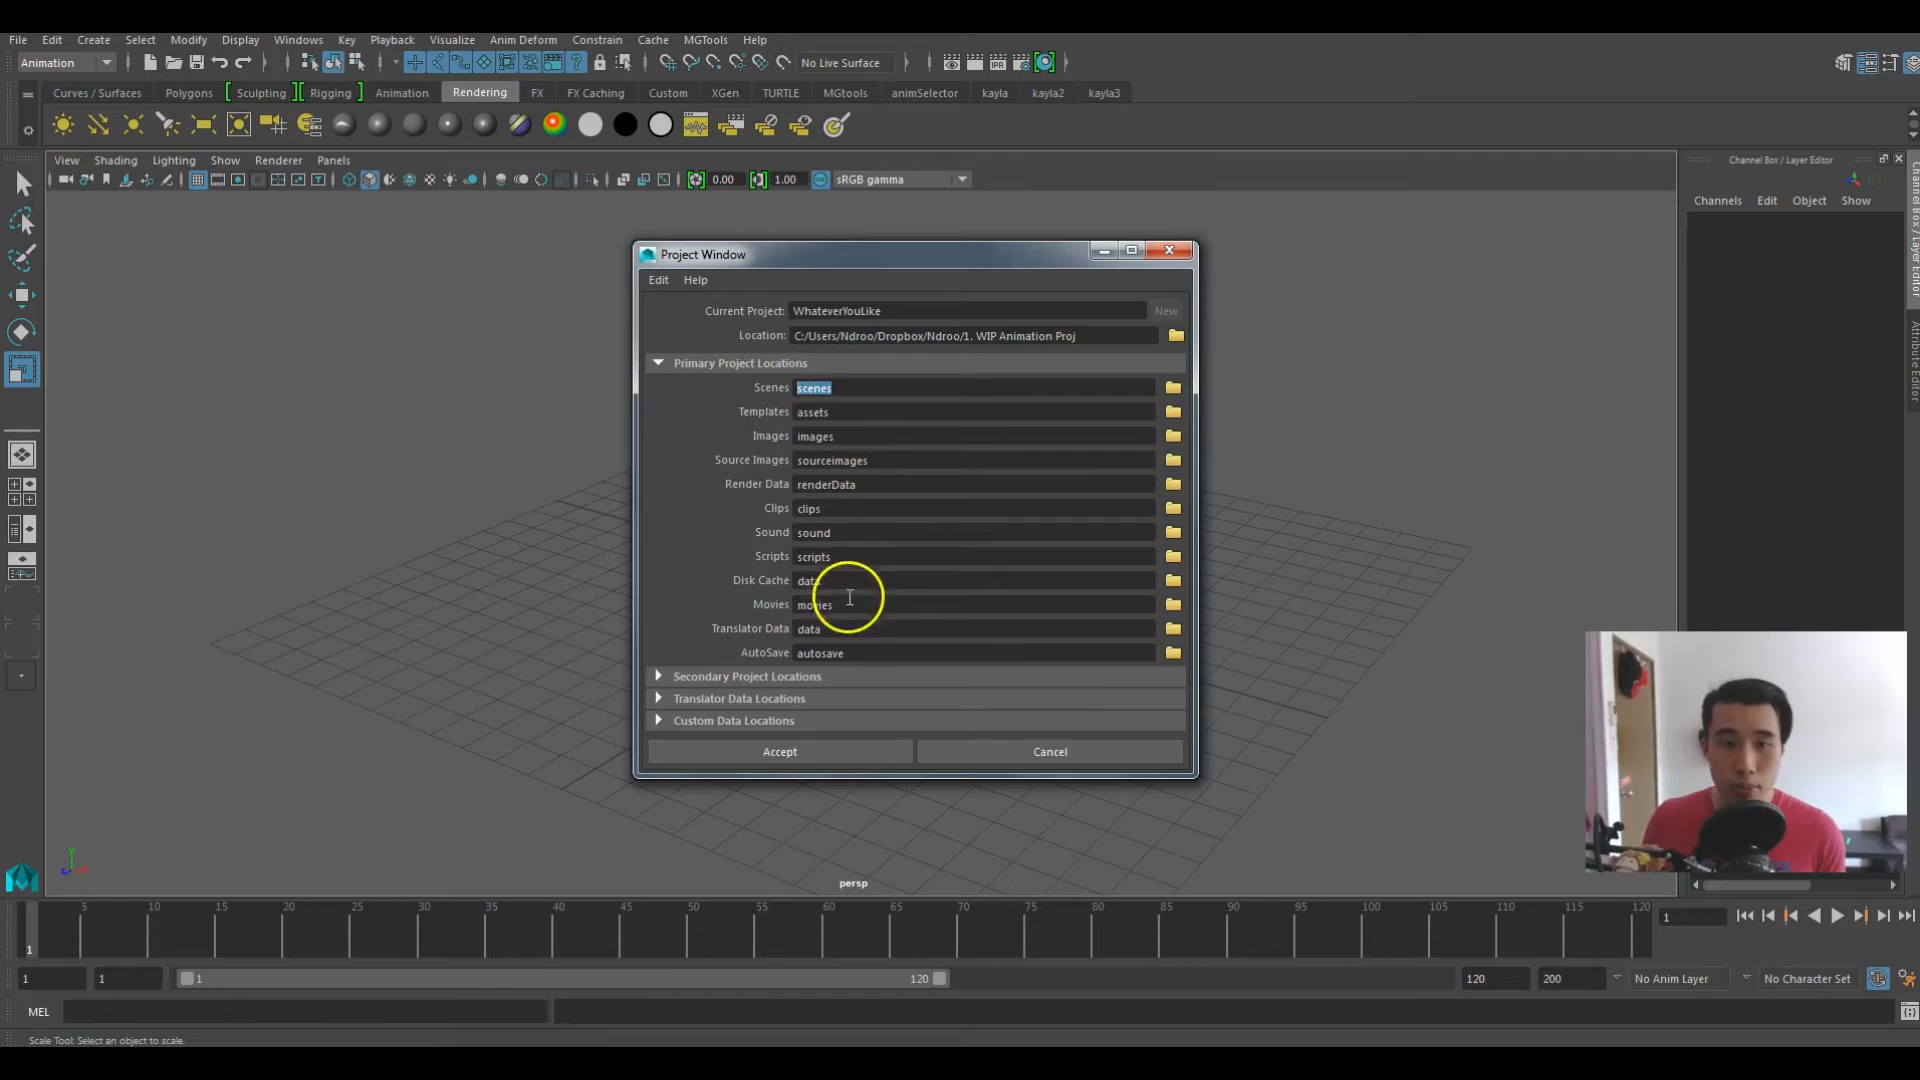 File Edit Create Select Modify Display Windows Key Playback Visualize Anim Deform Constrain Cache MGTools Help
Animation No Live Surface IPR
Curves / Surfaces Polygons Sculpting Rigging Animation Rendering FX FX Caching Custom XGen TURTLE MGtools animSelector kayla kayla2 kayla3
View Shading Lighting Show Renderer Panels
0.00 1.00 sRGB gamma
Channel Box / Layer Editor
Channels Edit Object Show
Channel Box / Layer Editor
Attribute Editor
Project Window
Edit Help
Current Project: WhateverYouLike New
Location: C:/Users/Ndroo/Dropbox/Ndroo/1. WIP Animation Proj
Primary Project Locations
Scenes scenes
Templates assets
Images images
Source Images sourceimages
Render Data renderData
Clips clips
Sound sound
Scripts scripts
Disk Cache data
Movies movies
Translator Data data
AutoSave autosave
Secondary Project Locations
Translator Data Locations
Custom Data Locations
Accept Cancel
persp
5 10 15 20 25 30 35 40 45 50 55 60 65 70 75 80 85 90 95 100 105 110 115 120
1 1
1 1 1 120 120 200 No Anim Layer No Character Set
MEL
Scale Tool: Select an object to scale.